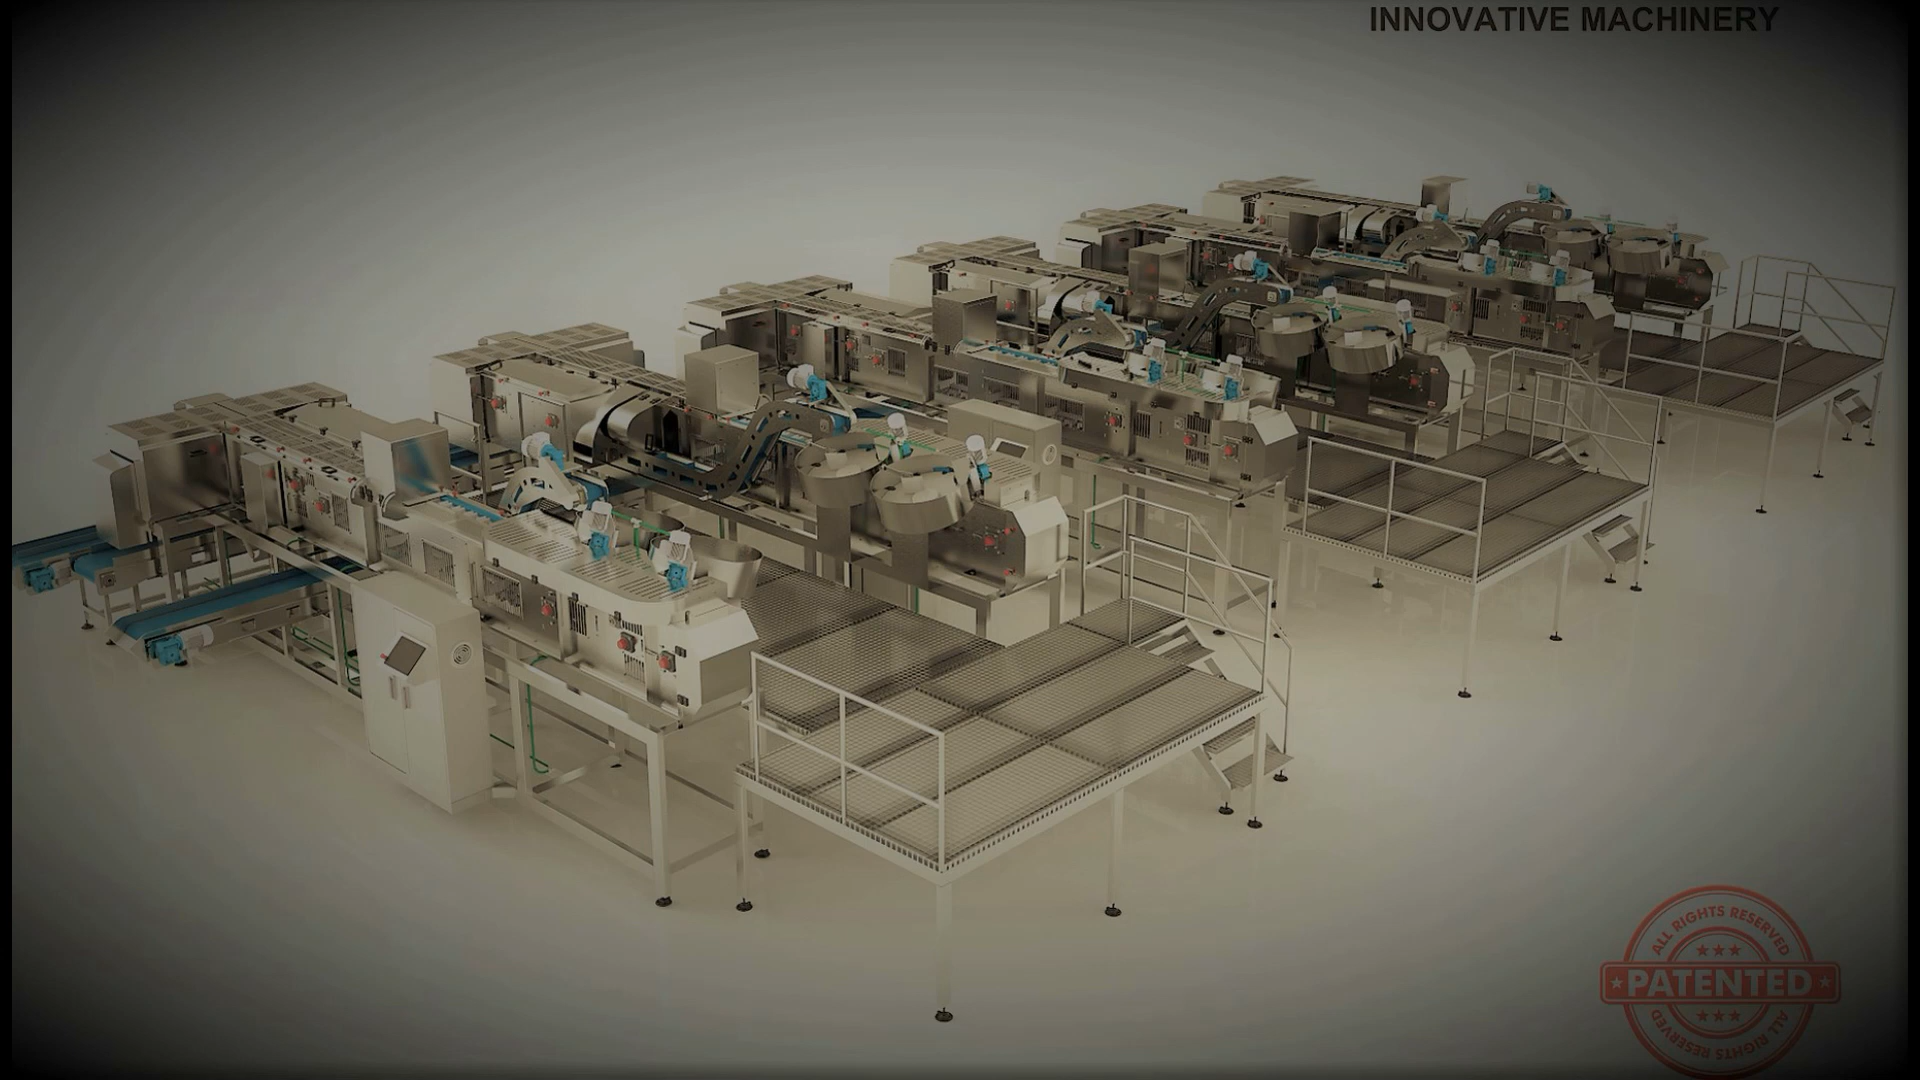 INNOVATIVE MACHINERY
ALL RIGHTS RESERVED
PATENTED
ALL RIGHTS RESERVED